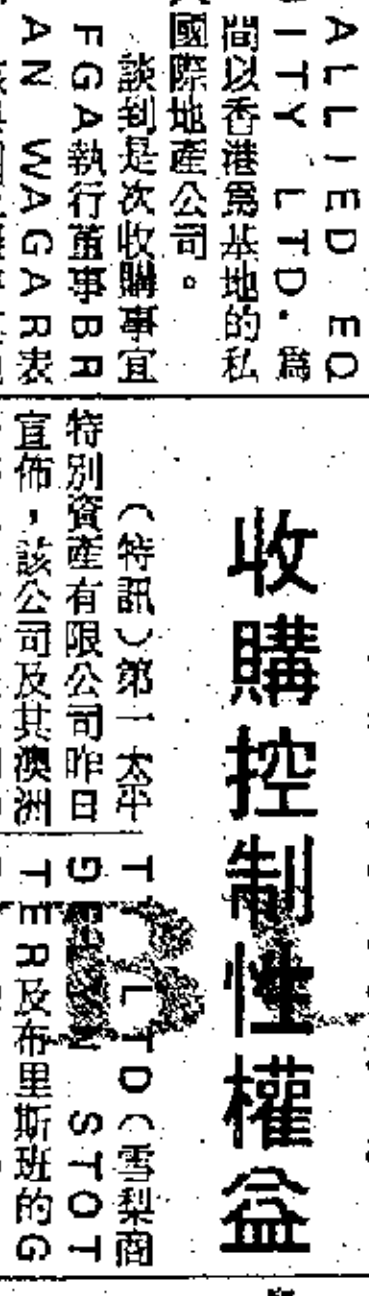 ALLIED EQ
ITY LTD.爲
間以香港爲基地的私
國際地產公司。
談到是次收購事宜
FGA執行董事BR
AN WAGAR表
收購控制性權益
（特訊）第一太平
特別資產有限公司昨日
宣佈，該公司及其澳洲
LTD（雪梨商
STOT
TER及布里斯班的G